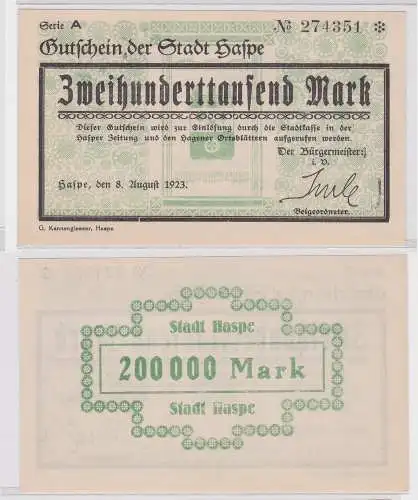 Serie A № 274351 *
Gutschein der Stadt Haspe
Zweihunderttausend Mark
Dieser Gutschein wird zur Einlösung durch die Stadtkasse in der
Hasper Zeitung und den Hagener Ortsblättern aufgerufen werden.
Der Bürgermeister:
i. V.
Haspe, den 8. August 1923.
Beigeordneter.
G. Kannengiesser, Haspe
Stadt Haspe
200000 Mark
Stadt Haspe